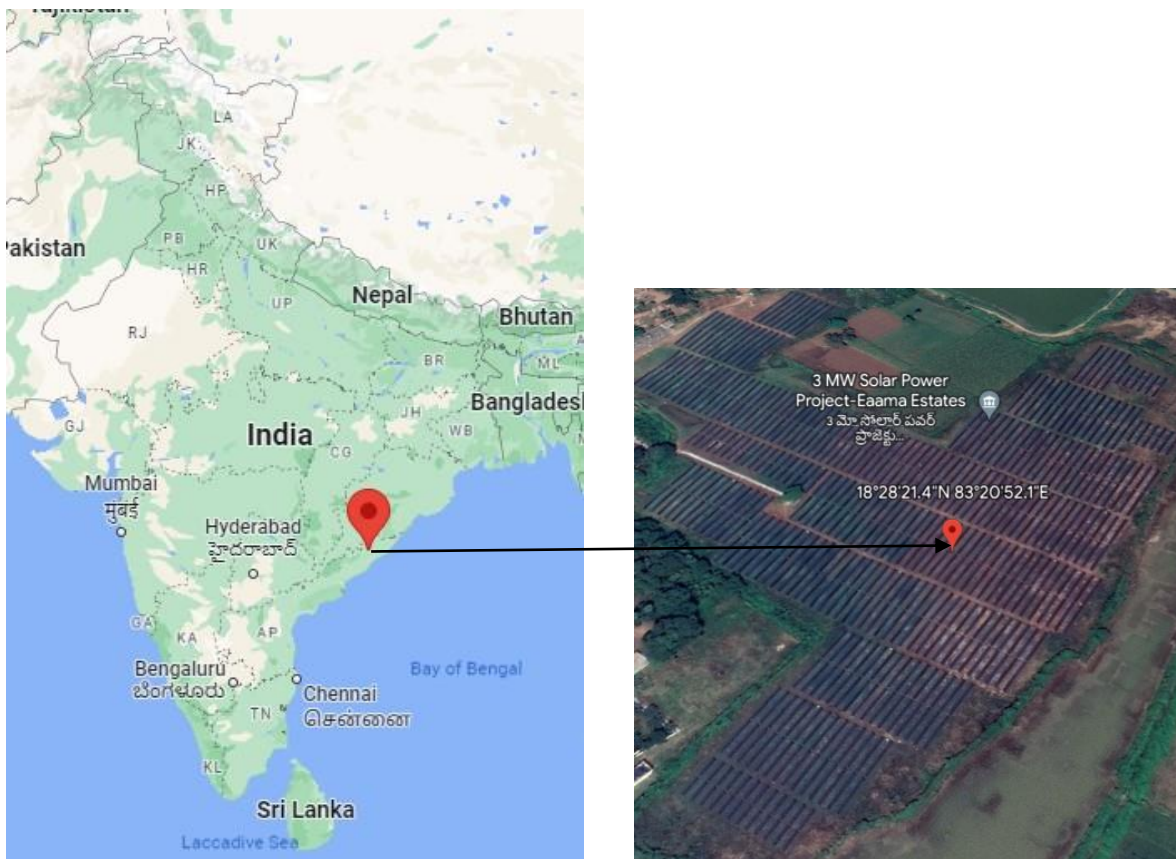 LA
JK
HP
PB
UK
Pakistan
HR
Nepal
UP
Bhutan
RJ
BR
ML
JH
Bangladesh
GJ
India
WB
CG
Mumbai
मुंबई
Hyderabad
హైదరాబాద్
GA
KA
AP
Bay of Bengal
Bengaluru
ಬೆಂಗಳೂರು
Chennai
சென்னை
TN
KL
Sri Lanka
Laccadive Sea
3 MW Solar Power
Project-Eaama Estates
3 మె సోలార్ పవర్
ప్రాజెక్టు...
18°28'21.4"N 83°20'52.1"E